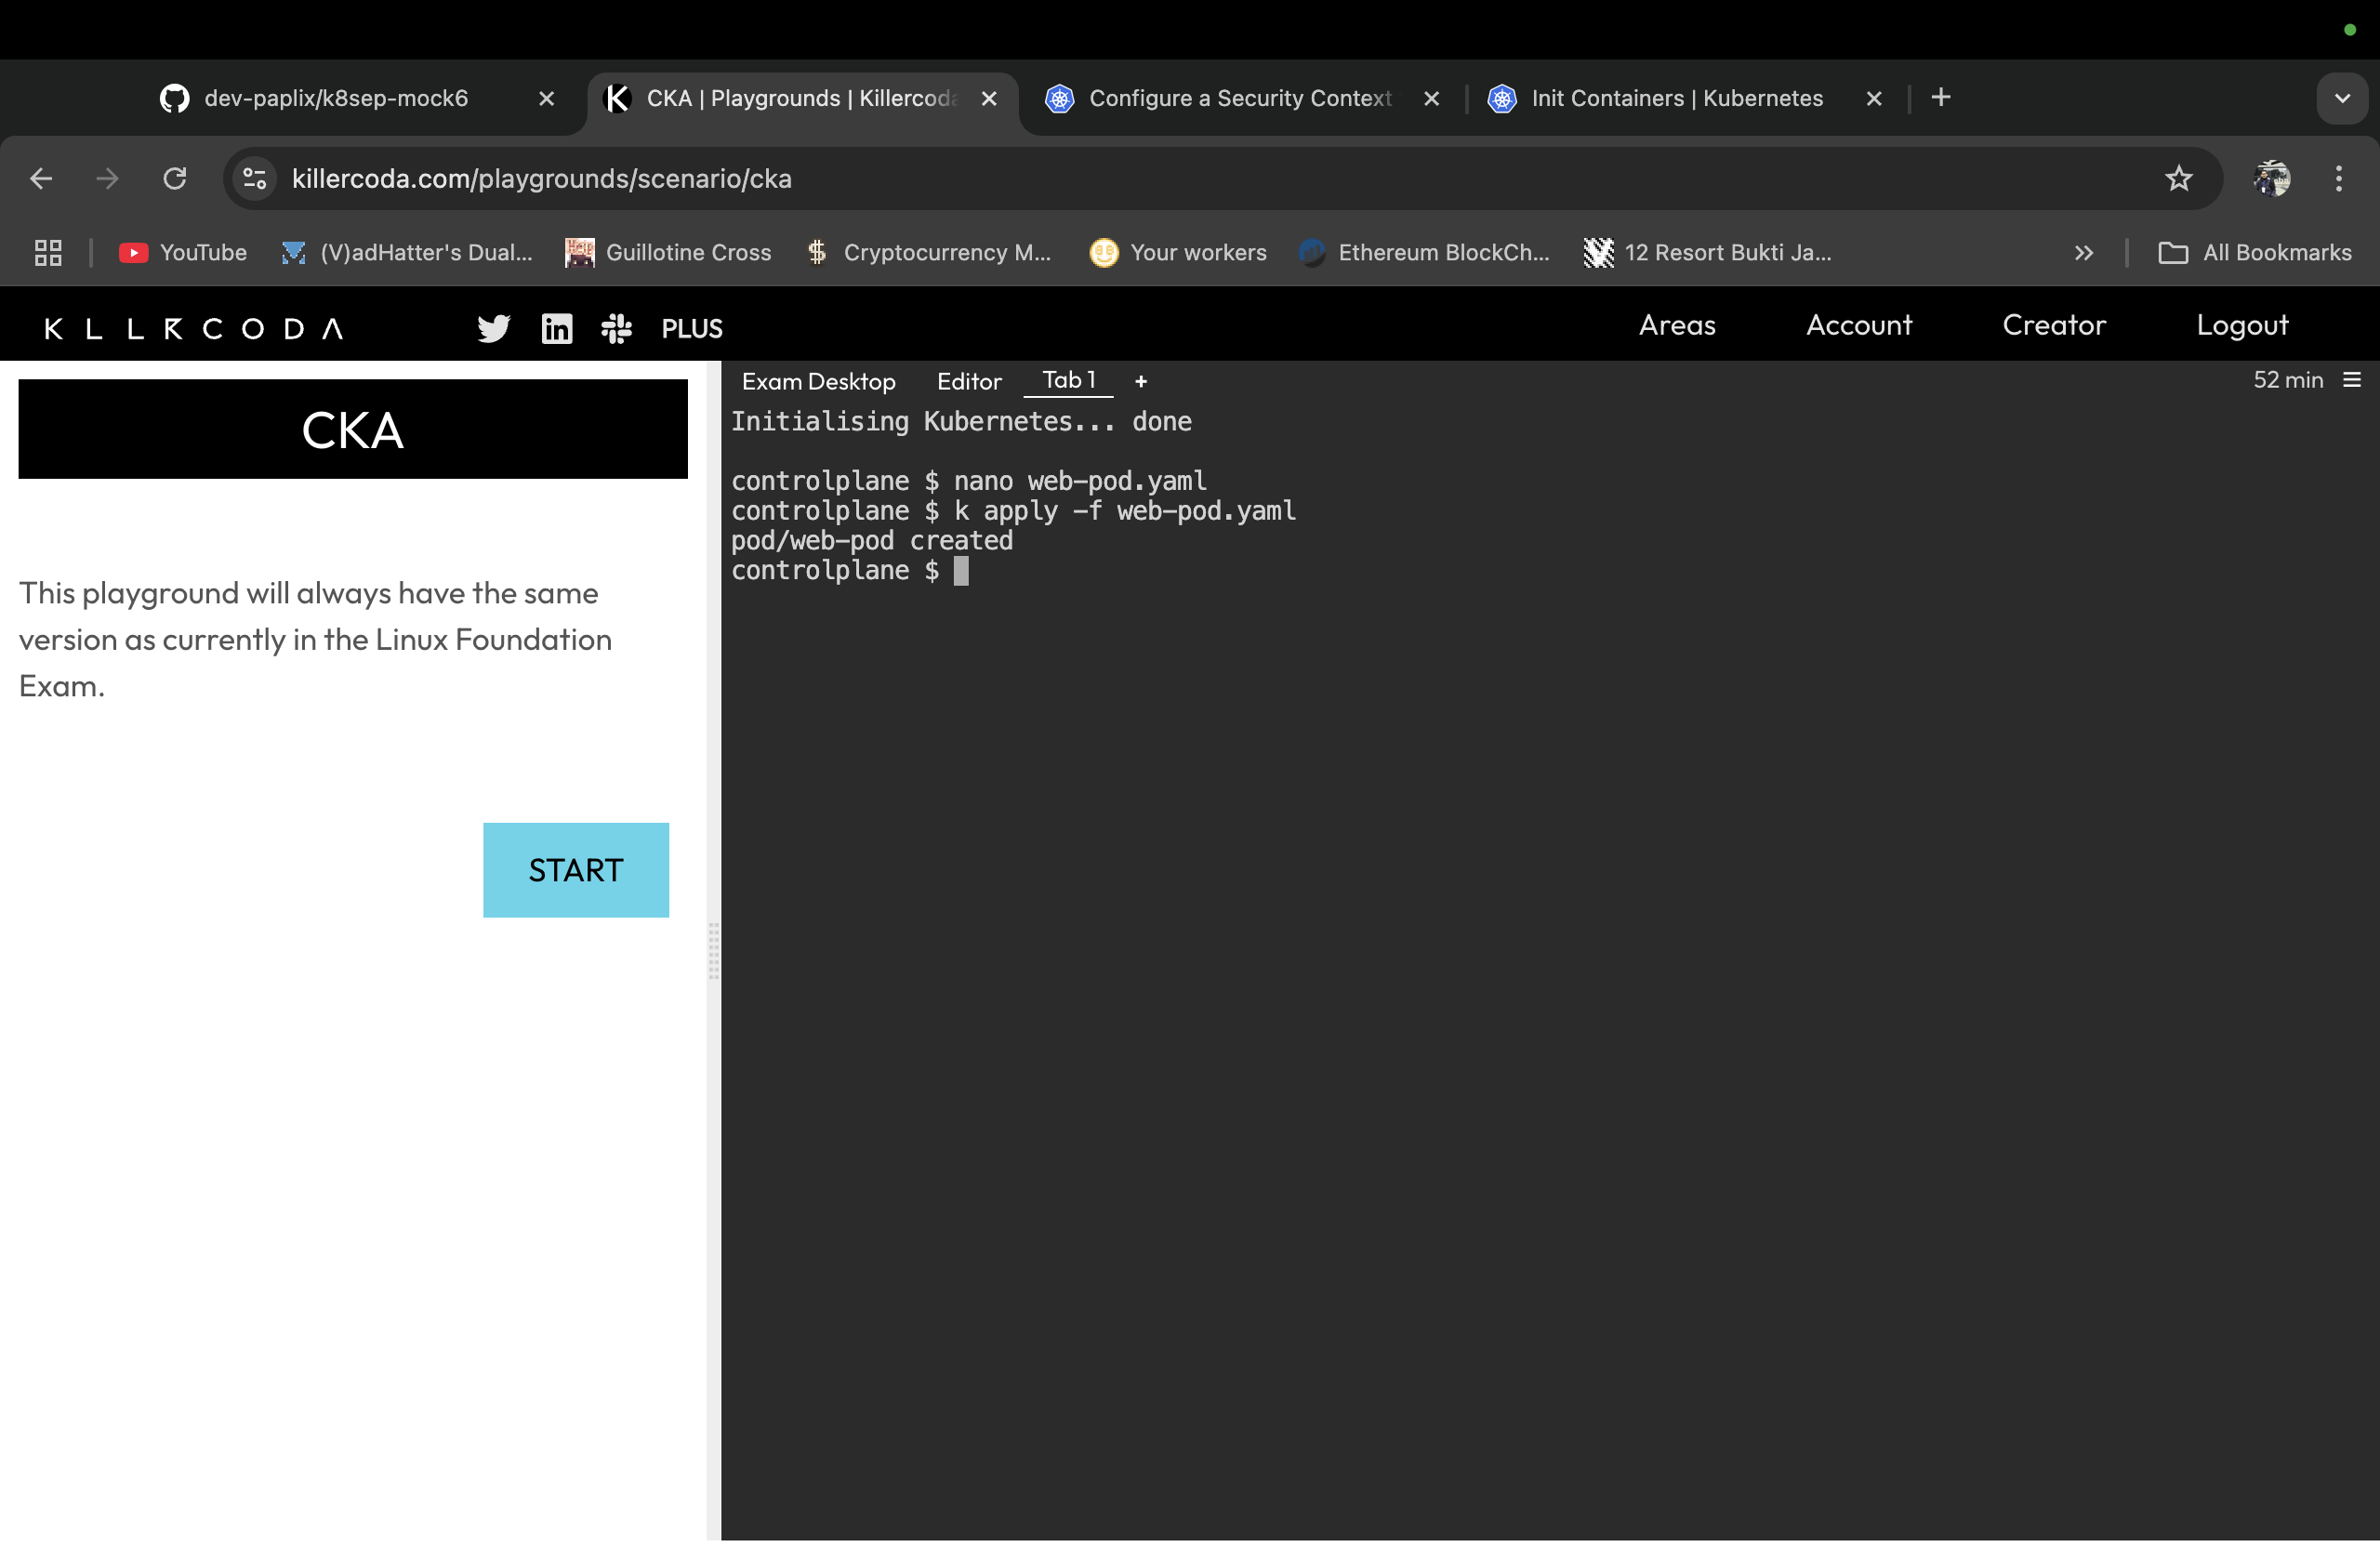 dev-paplix/k8sep-mock6
CKA | Playgrounds | Killercoda
Configure a Security Context
Init Containers | Kubernetes
killercoda.com/playgrounds/scenario/cka
YouTube
(V)adHatter's Dual...
Guillotine Cross
Cryptocurrency M...
Your workers
Ethereum BlockCh...
12 Resort Bukti Ja...
All Bookmarks
KILLERCODA
PLUS
Areas
Account
Creator
Logout
CKA
This playground will always have the same
version as currently in the Linux Foundation
Exam.
START
Exam Desktop
Editor
Tab 1
+
52 min
Initialising Kubernetes... done
controlplane $ nano web-pod.yaml
controlplane $ k apply -f web-pod.yaml
pod/web-pod created
controlplane $